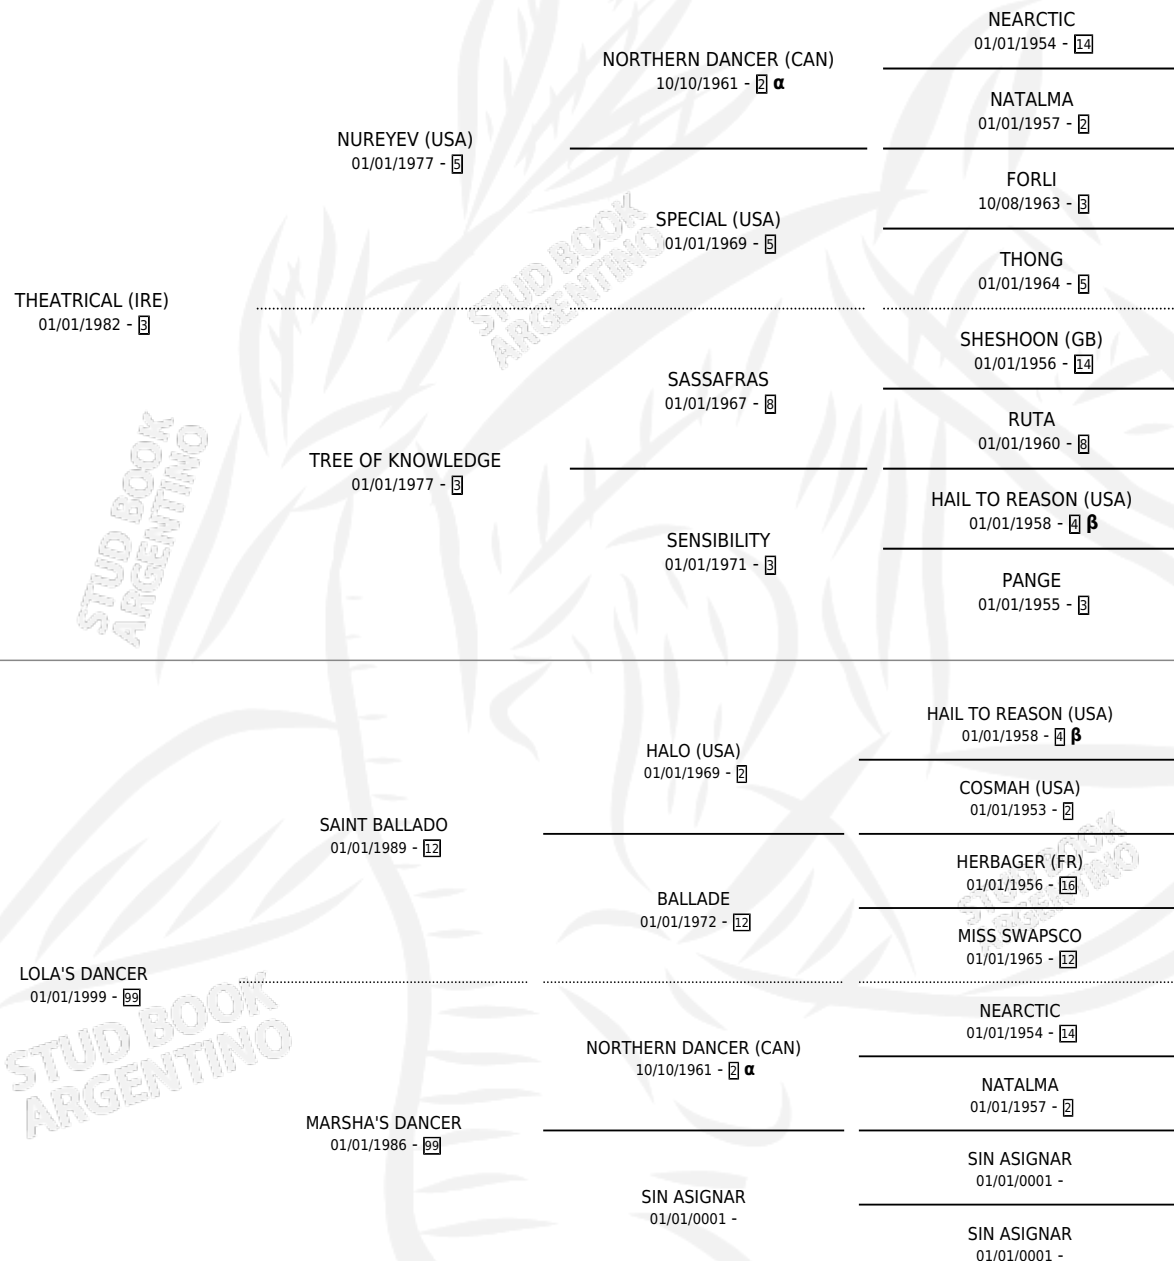 NEARCTIC
01/01/1954 - 14
NORTHERN DANCER (CAN)
10/10/1961 - 2 α
NATALMA
01/01/1957 - 2
NUREYEV (USA)
01/01/1977 - 5
FORLI
10/08/1963 - 3
SPECIAL (USA)
01/01/1969 - 5
THONG
01/01/1964 - 5
THEATRICAL (IRE)
01/01/1982 - 3
SHESHOON (GB)
01/01/1956 - 14
SASSAFRAS
01/01/1967 - 8
RUTA
01/01/1960 - 8
TREE OF KNOWLEDGE
01/01/1977 - 3
HAIL TO REASON (USA)
01/01/1958 - 4 β
SENSIBILITY
01/01/1971 - 3
PANGE
01/01/1955 - 3
HAIL TO REASON (USA)
01/01/1958 - 4 β
HALO (USA)
01/01/1969 - 2
COSMAH (USA)
01/01/1953 - 2
SAINT BALLADO
01/01/1989 - 12
HERBAGER (FR)
01/01/1956 - 16
BALLADE
01/01/1972 - 12
MISS SWAPSCO
01/01/1965 - 12
LOLA'S DANCER
01/01/1999 - 99
NEARCTIC
01/01/1954 - 14
NORTHERN DANCER (CAN)
10/10/1961 - 2 α
NATALMA
01/01/1957 - 2
MARSHA'S DANCER
01/01/1986 - 99
SIN ASIGNAR
01/01/0001 -
SIN ASIGNAR
01/01/0001 -
SIN ASIGNAR
01/01/0001 -
STUD BOOK
ARGENTINO
STUD BOOK
ARGENTINO
STUD BOOK
ARGENTINO
STUD BOOK
ARGENTINO